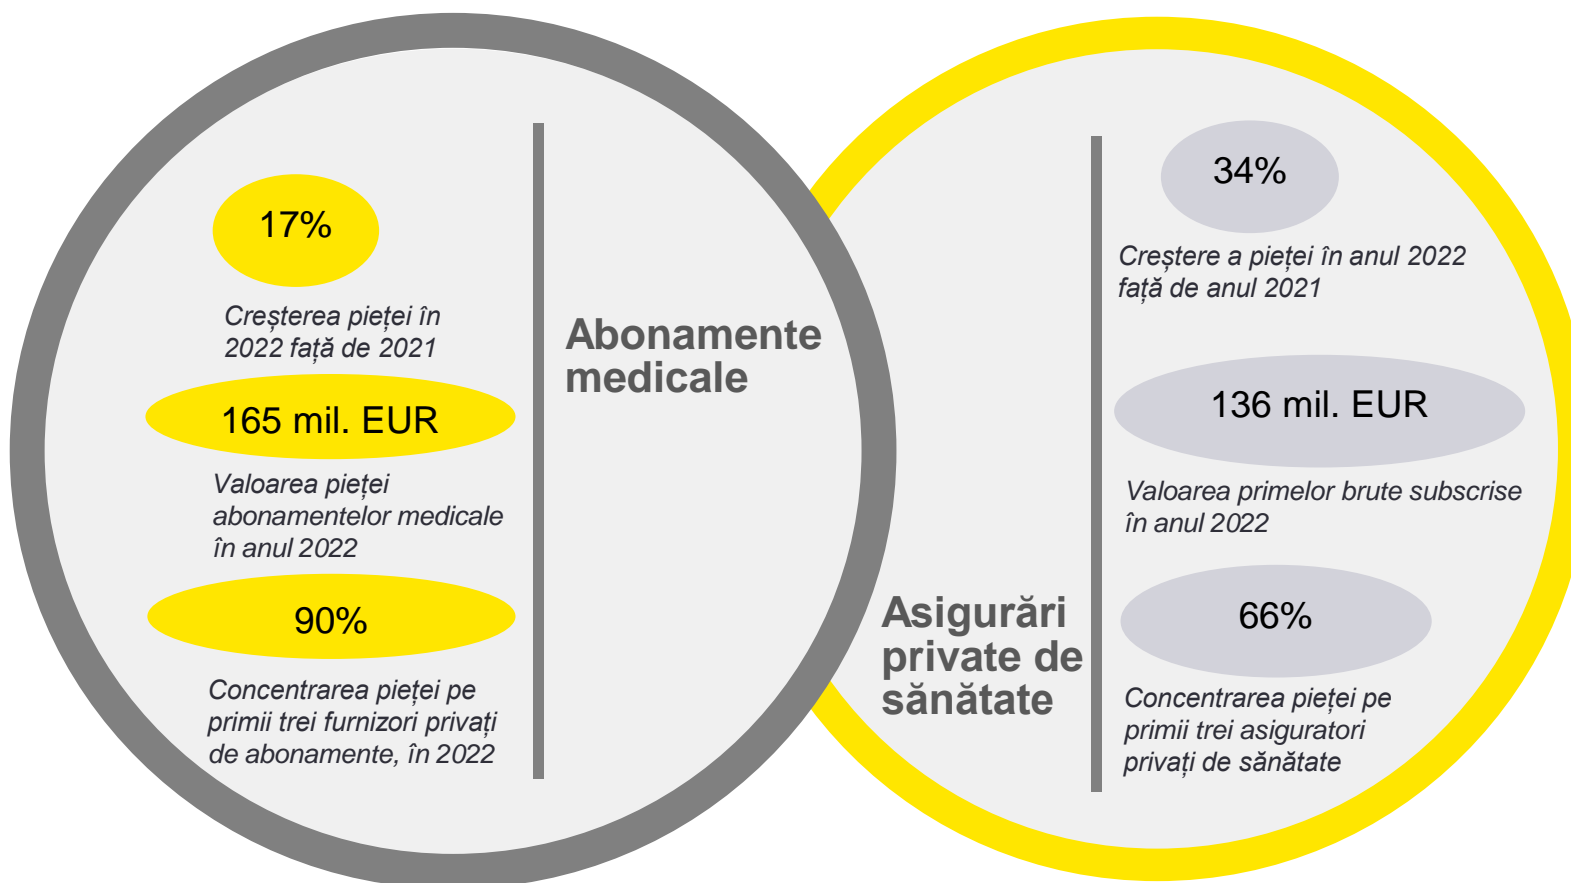 17%
Creșterea pieței în
2022 față de 2021
165 mil. EUR
Valoarea pieței
abonamentelor medicale
în anul 2022
90%
Concentrarea pieței pe
primii trei furnizori privați
de abonamente, în 2022
Abonamente
medicale
Asigurări
private de
sănătate
34%
Creștere a pieței în anul 2022
față de anul 2021
136 mil. EUR
Valoarea primelor brute subscrise
în anul 2022
66%
Concentrarea pieței pe
primii trei asiguratori
privați de sănătate